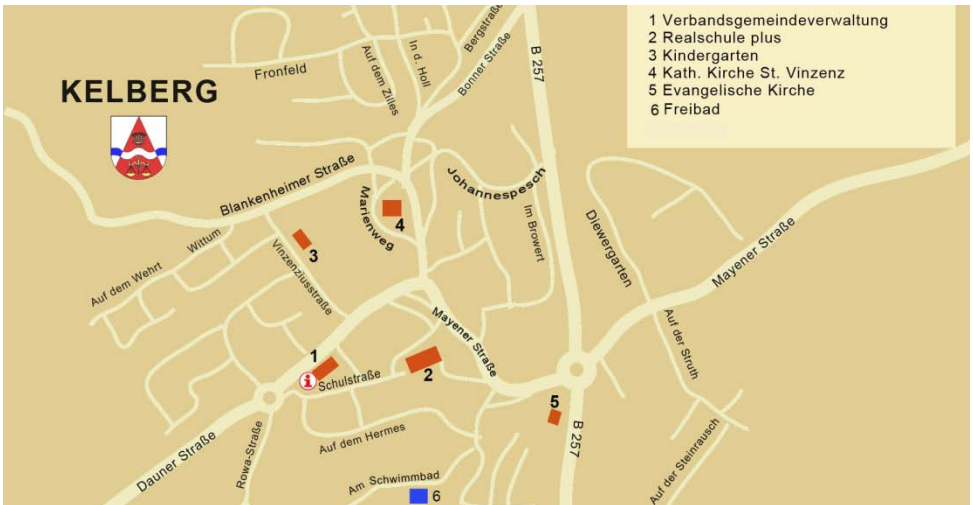 KELBERG
Fronfeld
Auf dem Zilles
In d. Holl
Bergstraße
Bonner Straße
B 257
1 Verbandsgemeindeverwaltung
2 Realschule plus
3 Kindergarten
4 Kath. Kirche St. Vinzenz
5 Evangelische Kirche
6 Freibad
Blankenheimer Straße
Marienweg
4
Johannespesch
Im Browert
Diewergarten
Mayener Straße
Wittum
Auf dem Wehrt
3
Vinzenziusstraße
Mayener Straße
Auf der Struth
1
i
Schulstraße
2
5
B 257
Dauner Straße
Rowa-Straße
Auf dem Hermes
Am Schwimmbad
6
Auf der Steinrausch